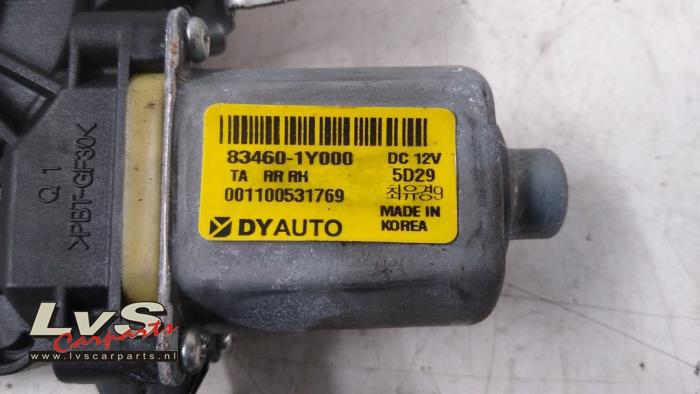 83460-1Y000 DC 12V
TA RR RH 5D29
001100531769 최유경9
DYAUTO MADE IN KOREA
Q1
>PBT-GF30<
LvS
Carparts
www.lvscarparts.nl